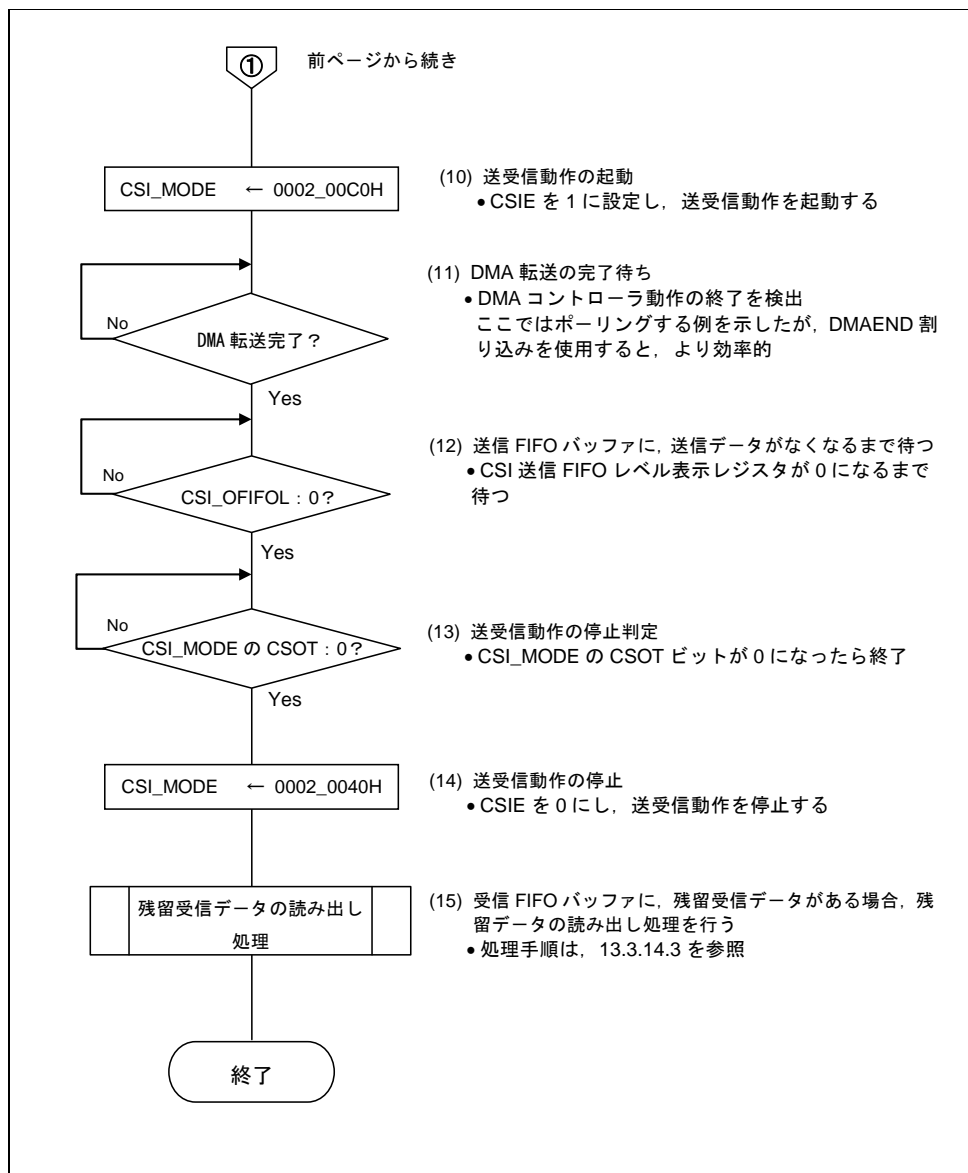 ① 前ページから続き
CSI_MODE ← 0002_00C0H
(10) 送受信動作の起動
• CSIE を 1 に設定し，送受信動作を起動する
(11) DMA 転送の完了待ち
• DMA コントローラ動作の終了を検出
ここではポーリングする例を示したが，DMAEND 割
り込みを使用すると，より効率的
No
DMA 転送完了？
Yes
(12) 送信 FIFO バッファに，送信データがなくなるまで待つ
• CSI 送信 FIFO レベル表示レジスタが 0 になるまで
待つ
No
CSI_OFIFOL：0？
Yes
(13) 送受信動作の停止判定
• CSI_MODE の CSOT ビットが 0 になったら終了
No
CSI_MODE の CSOT：0？
Yes
CSI_MODE ← 0002_0040H
(14) 送受信動作の停止
• CSIE を 0 にし，送受信動作を停止する
残留受信データの読み出し
処理
(15) 受信 FIFO バッファに，残留受信データがある場合，残
留データの読み出し処理を行う
• 処理手順は，13.3.14.3 を参照
終了